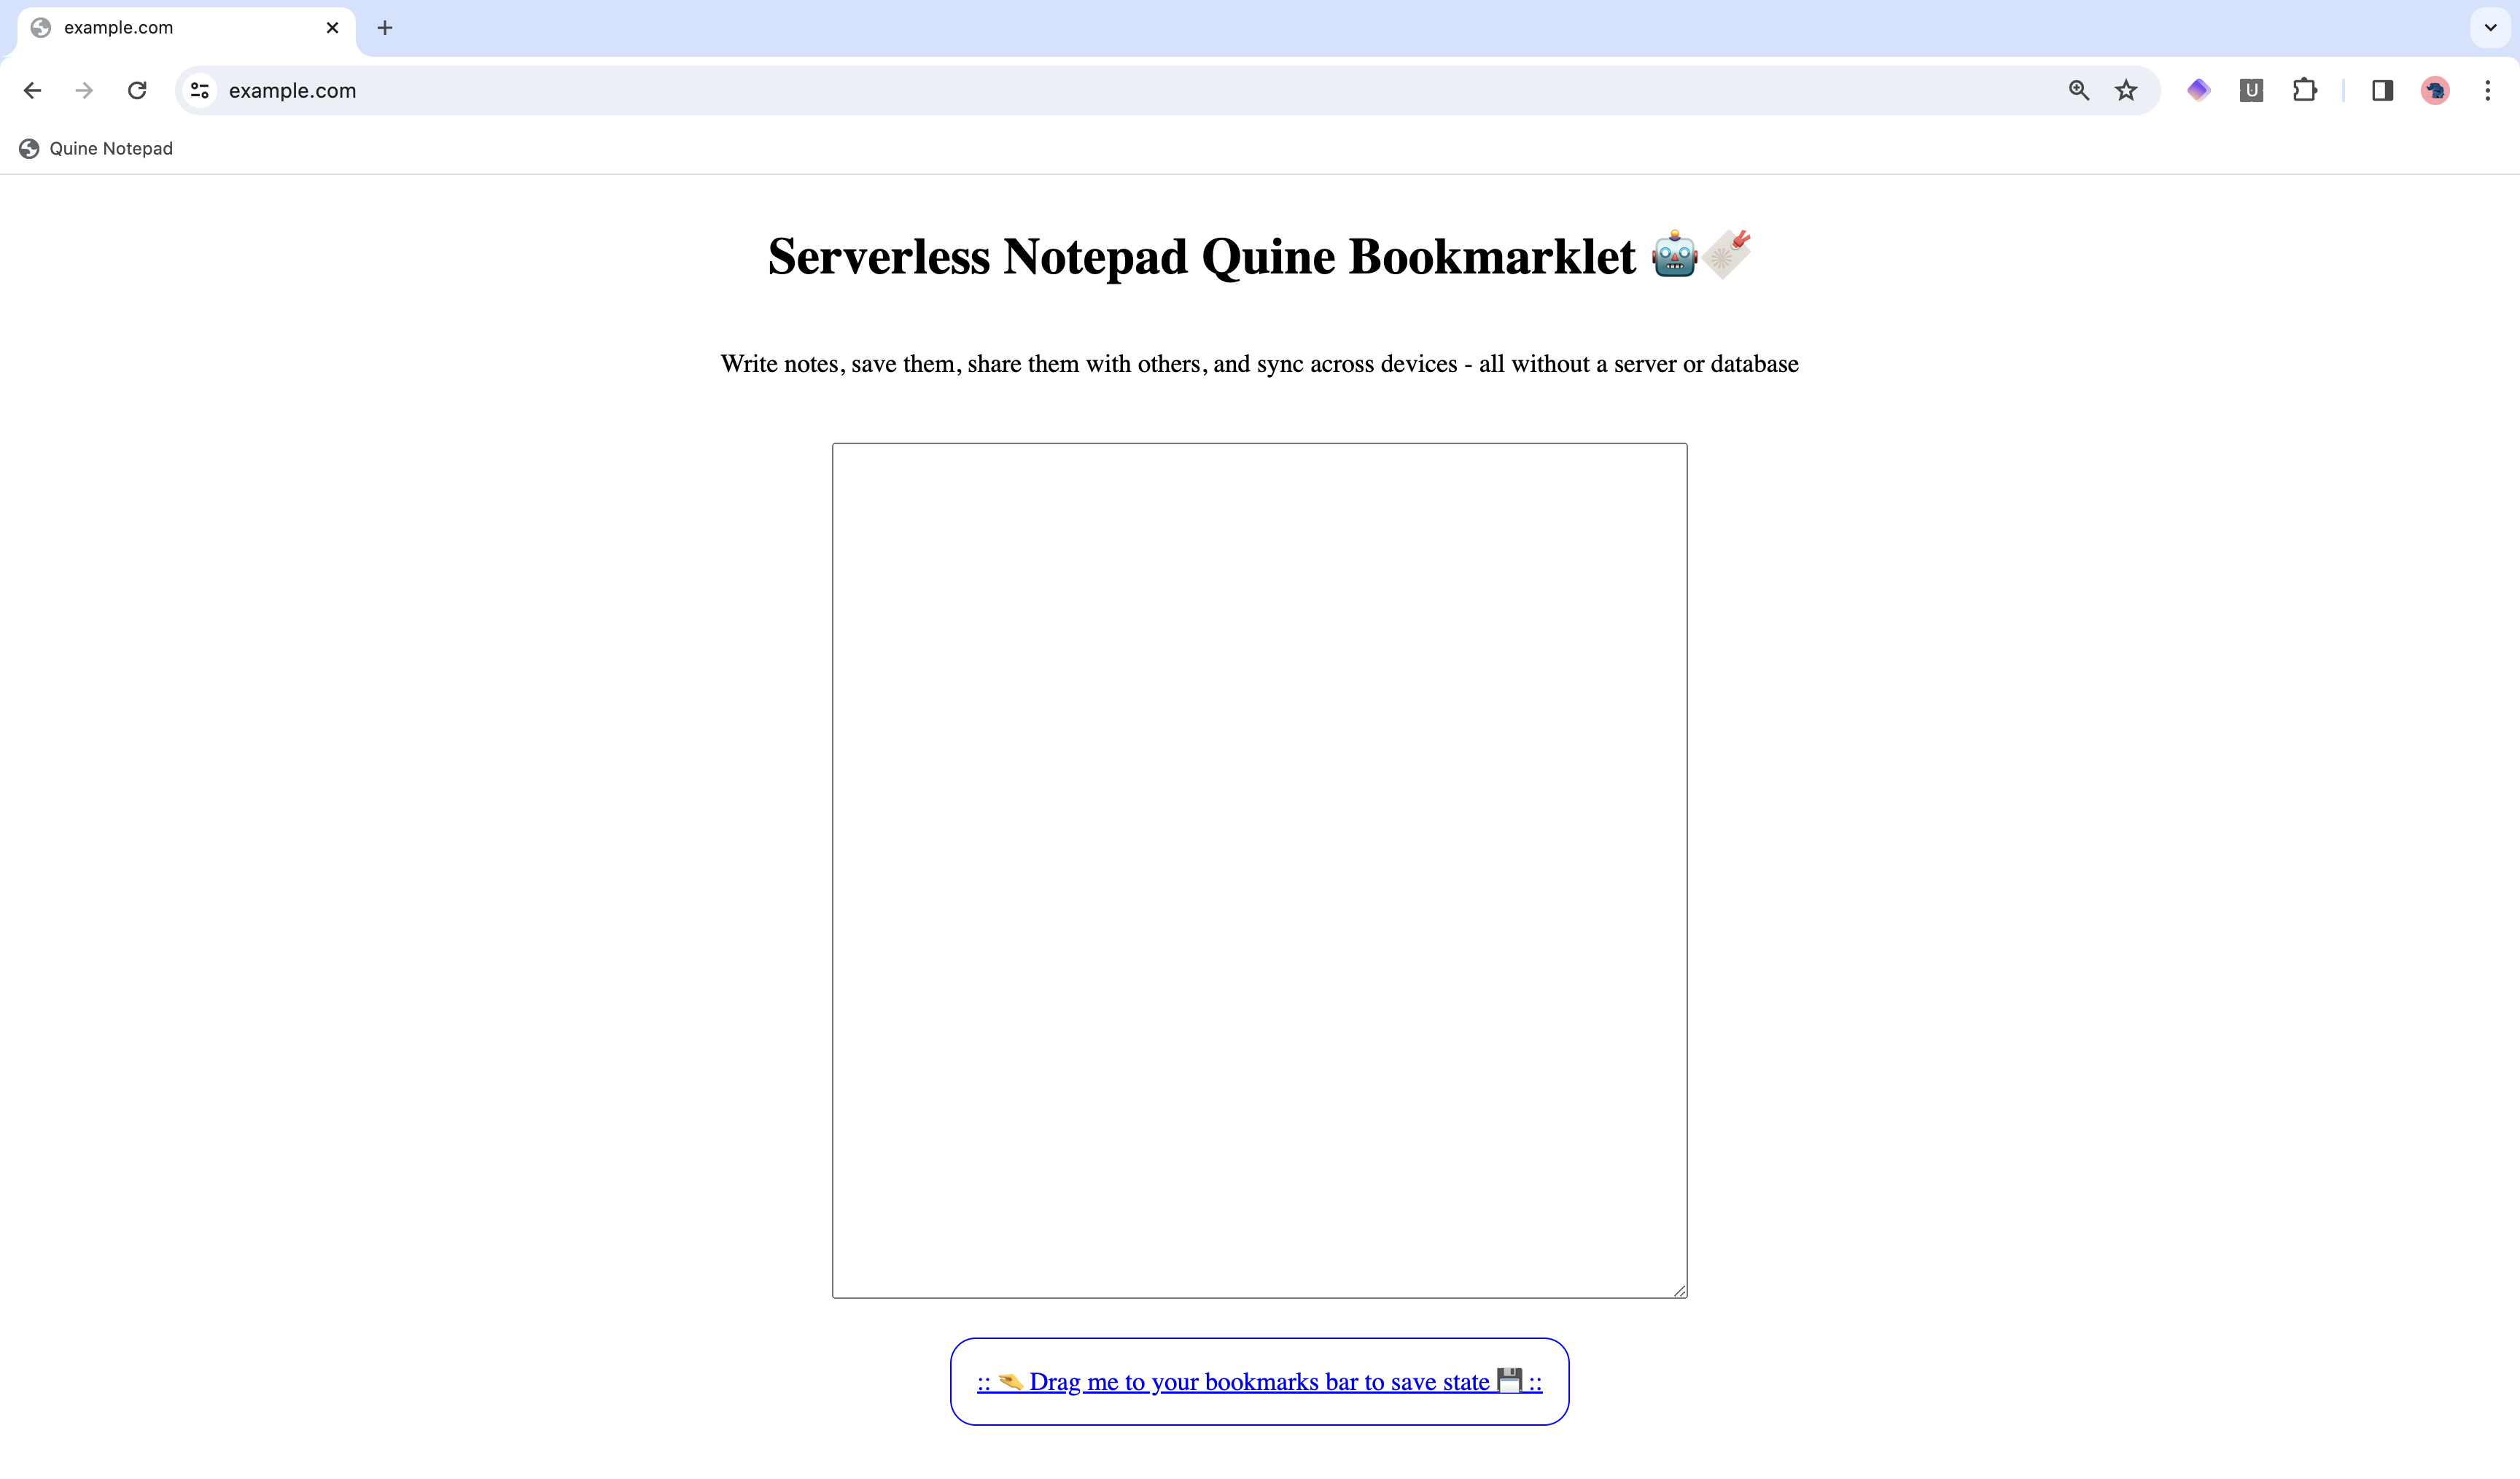 example.com
example.com
U
Quine Notepad
Serverless Notepad Quine Bookmarklet 🤖🧨
Write notes, save them, share them with others, and sync across devices - all without a server or database
:: 🫴 Drag me to your bookmarks bar to save state 💾 ::